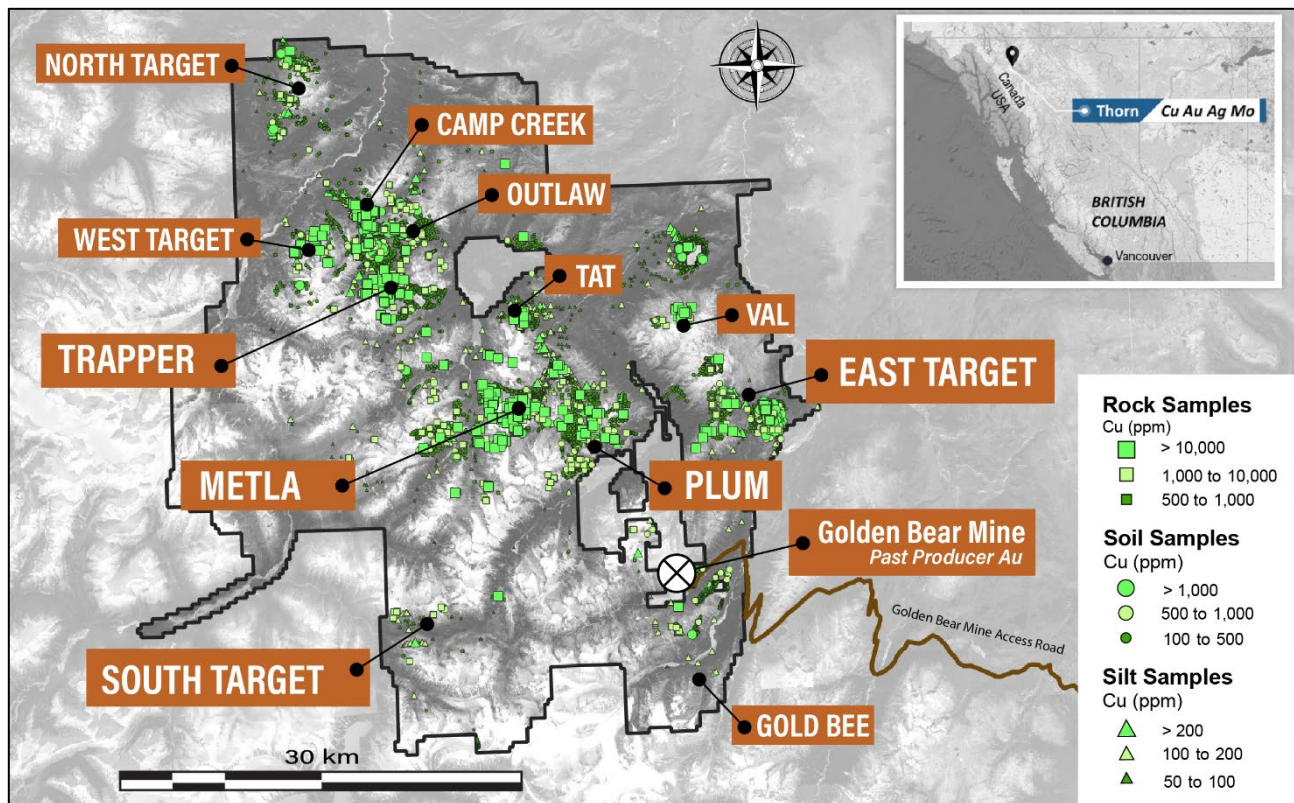 NORTH TARGET
CAMP CREEK
OUTLAW
WEST TARGET
TAT
VAL
TRAPPER
EAST TARGET
METLA
PLUM
Golden Bear Mine
Past Producer Au
Golden Bear Mine Access Road
SOUTH TARGET
GOLD BEE
30 km
Canada
USA
Thorn
Cu Au Ag Mo
BRITISH
COLUMBIA
Vancouver
Rock Samples
Cu (ppm)
> 10,000
1,000 to 10,000
500 to 1,000
Soil Samples
Cu (ppm)
> 1,000
500 to 1,000
100 to 500
Silt Samples
Cu (ppm)
> 200
100 to 200
50 to 100